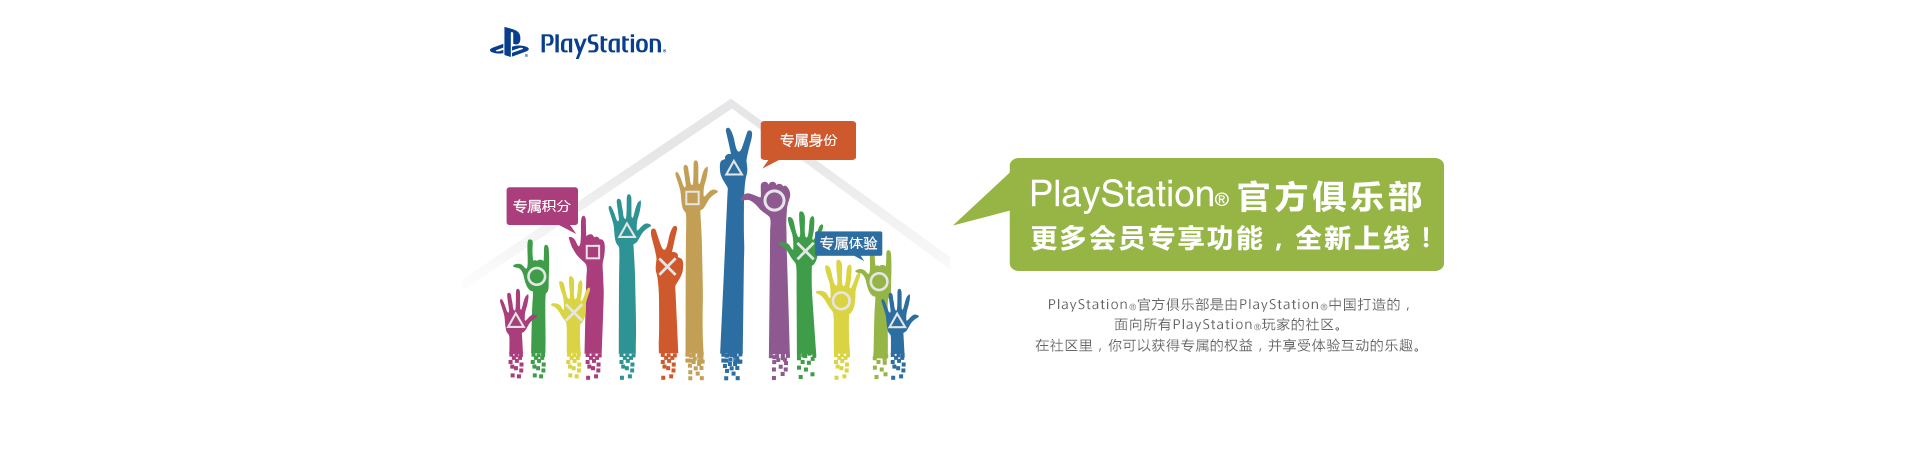 PlayStation®
专属身份
专属积分
专属体验
PlayStation® 官方俱乐部
更多会员专享功能，全新上线！
PlayStation®官方俱乐部是由PlayStation®中国打造的，
面向所有PlayStation®玩家的社区。
在社区里，你可以获得专属的权益，并享受体验互动的乐趣。